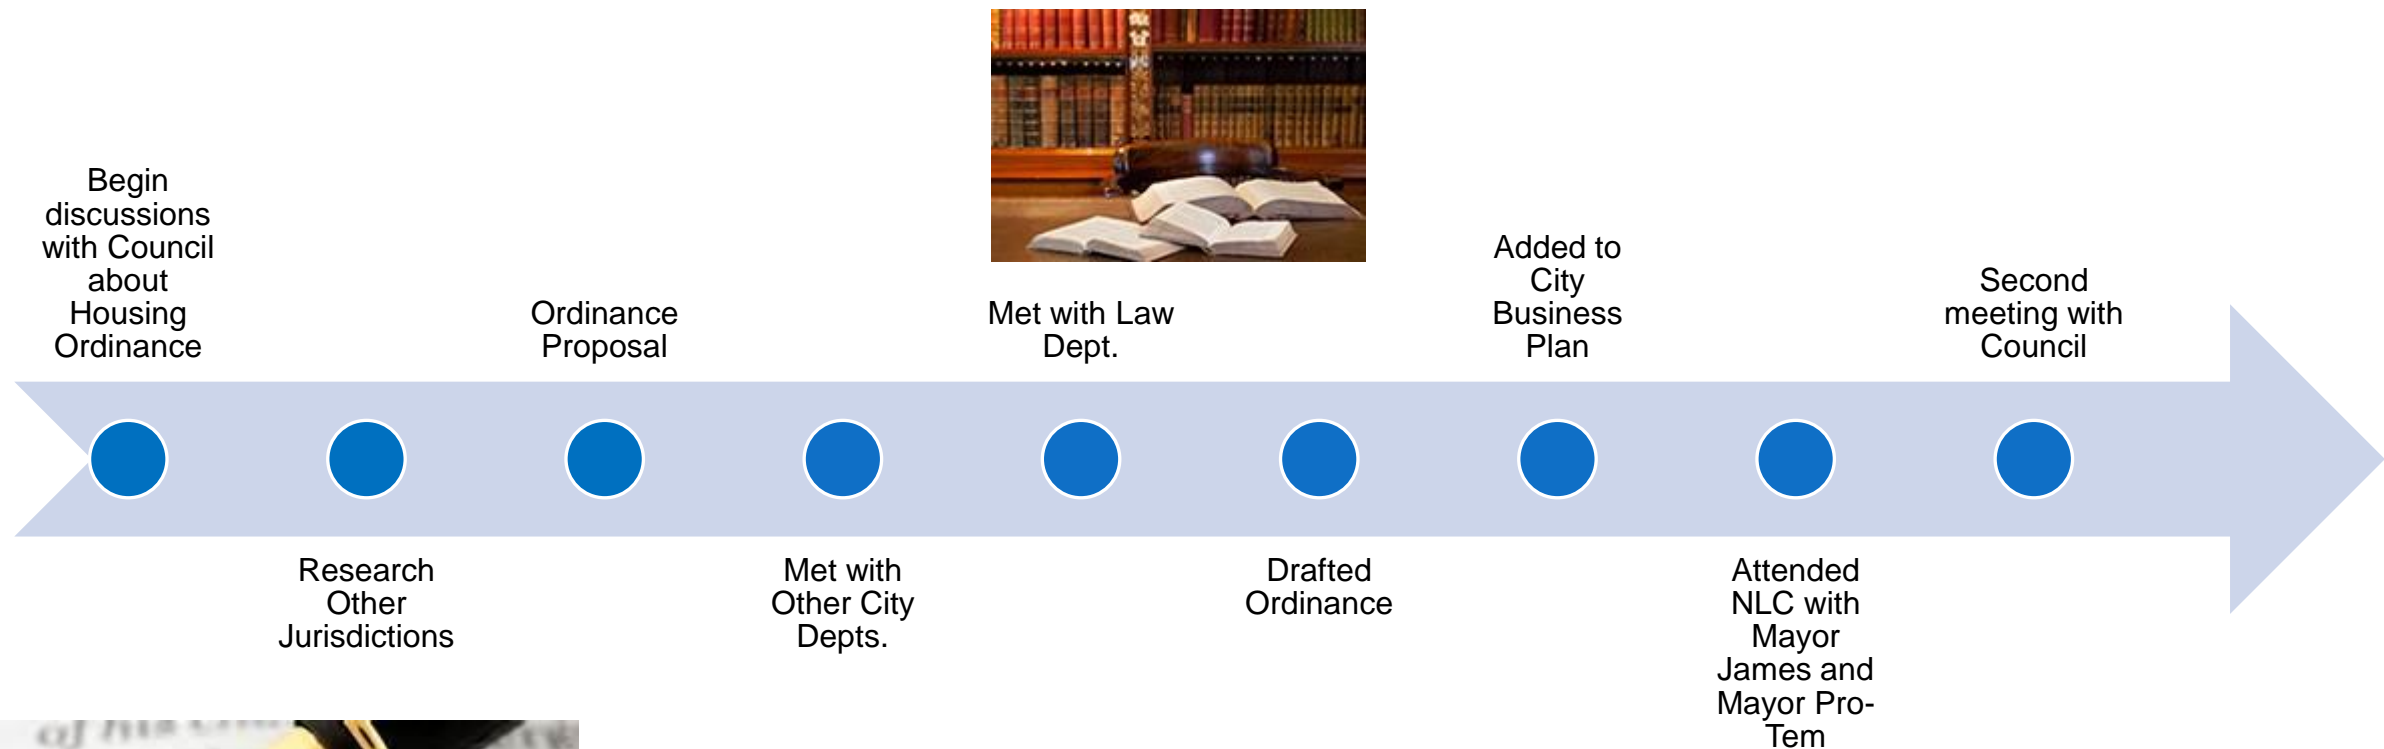 Begin
discussions
with Council
about
Housing
Ordinance
Research
Other
Jurisdictions
Ordinance
Proposal
Met with
Other City
Depts.
Met with Law
Dept.
Drafted
Ordinance
Added to
City
Business
Plan
Attended
NLC with
Mayor
James and
Mayor Pro-
Tem
Second
meeting with
Council
of his